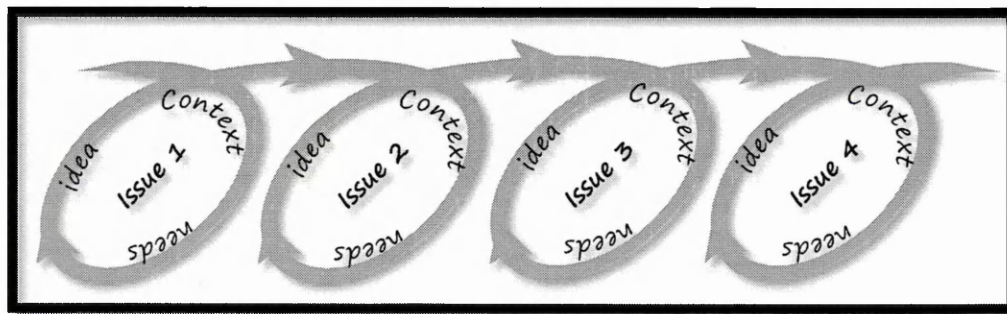 Context
idea
Issue 1
needs
Context
idea
Issue 2
needs
Context
idea
Issue 3
needs
Context
idea
Issue 4
needs